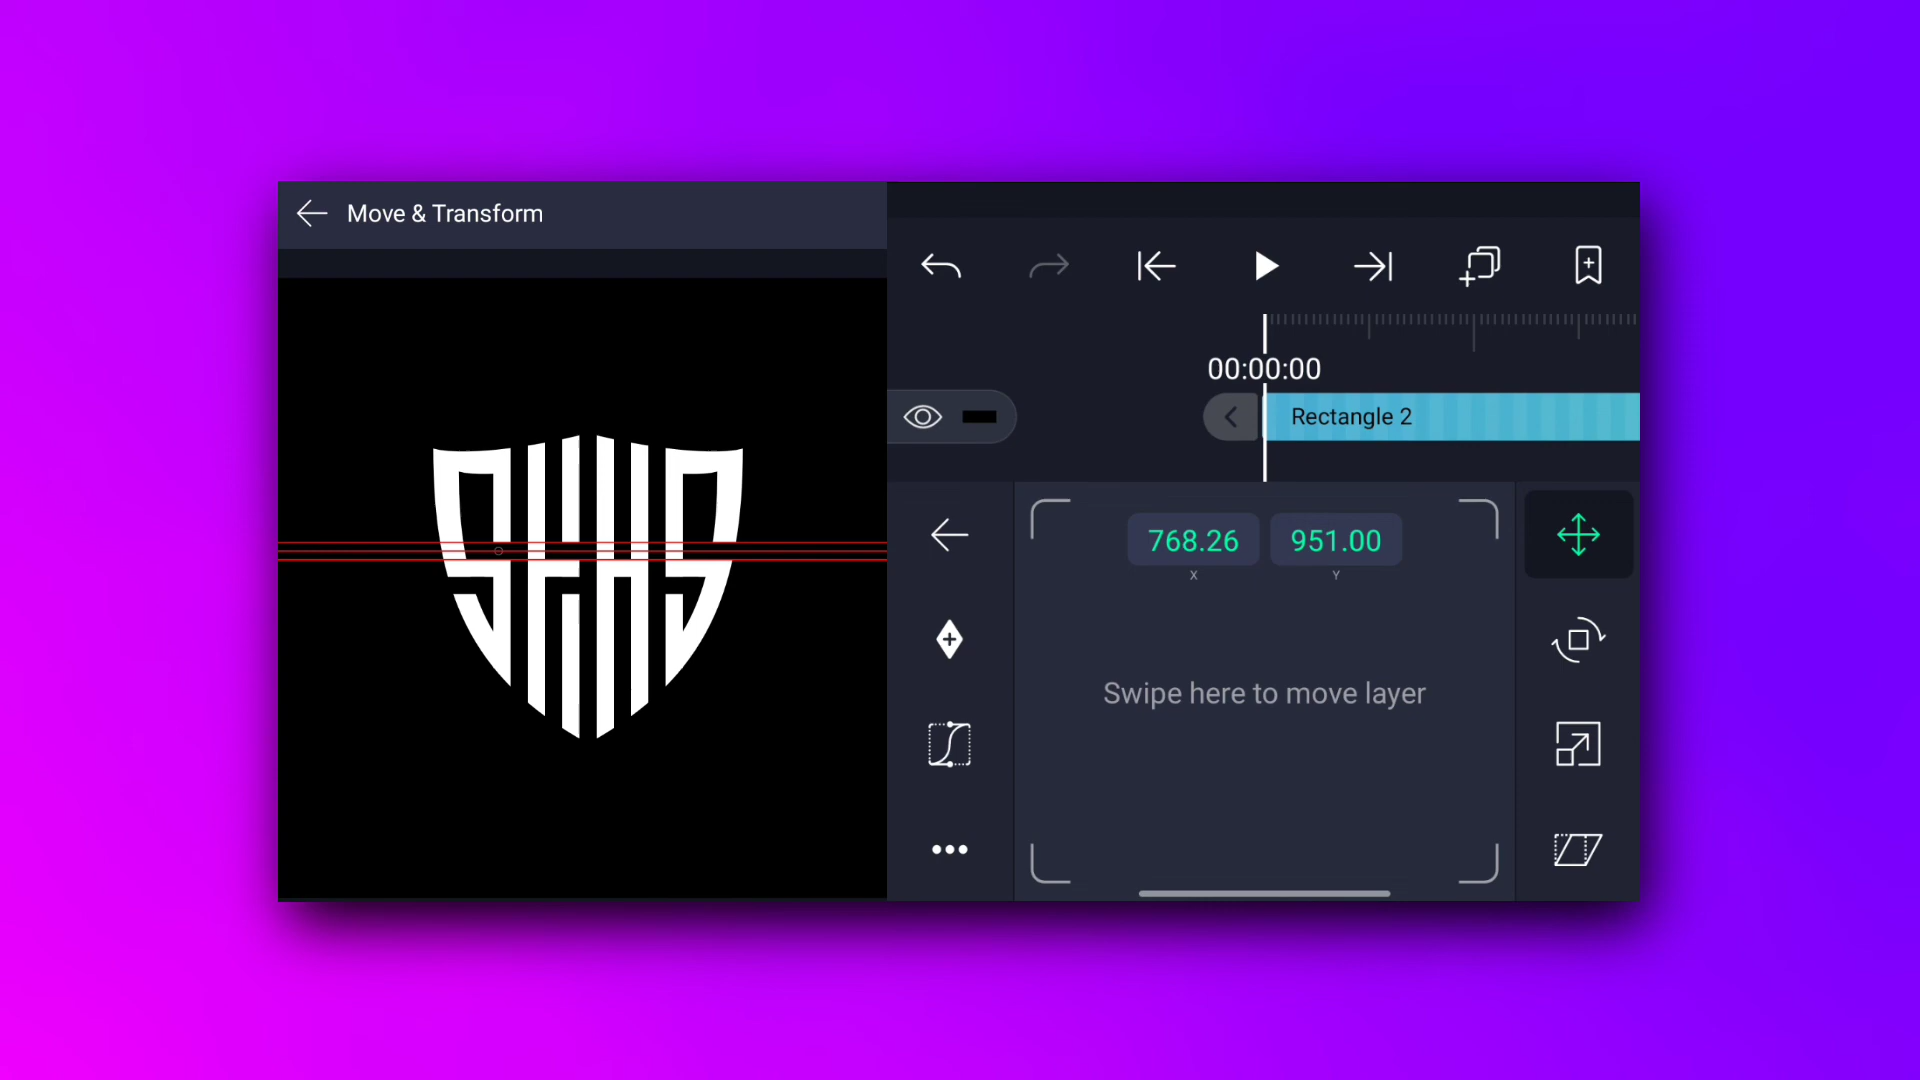 Move & Transform
00:00:00
Rectangle 2
768.26 951.00
X Y
Swipe here to move layer